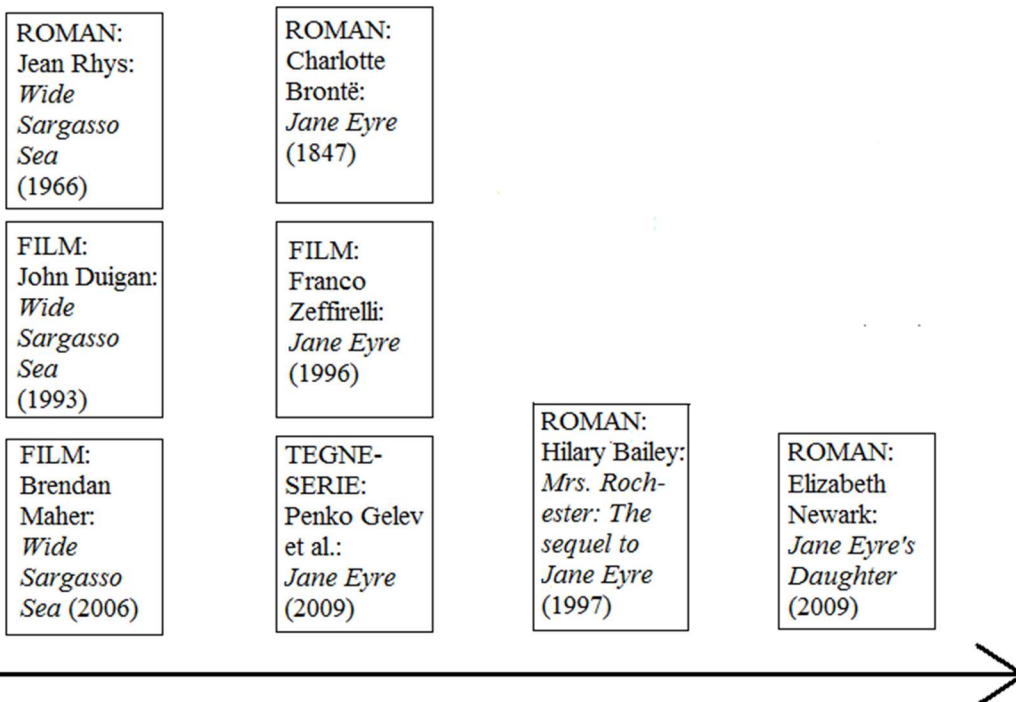 ROMAN:
Jean Rhys:
Wide
Sargasso
Sea
(1966)
FILM:
John Duigan:
Wide
Sargasso
Sea
(1993)
FILM:
Brendan
Maher:
Wide
Sargasso
Sea (2006)
ROMAN:
Charlotte
Brontë:
Jane Eyre
(1847)
FILM:
Franco
Zeffirelli:
Jane Eyre
(1996)
TEGNE-
SERIE:
Penko Gelev
et al.:
Jane Eyre
(2009)
ROMAN:
Hilary Bailey:
Mrs. Roch-
ester: The
sequel to
Jane Eyre
(1997)
ROMAN:
Elizabeth
Newark:
Jane Eyre's
Daughter
(2009)